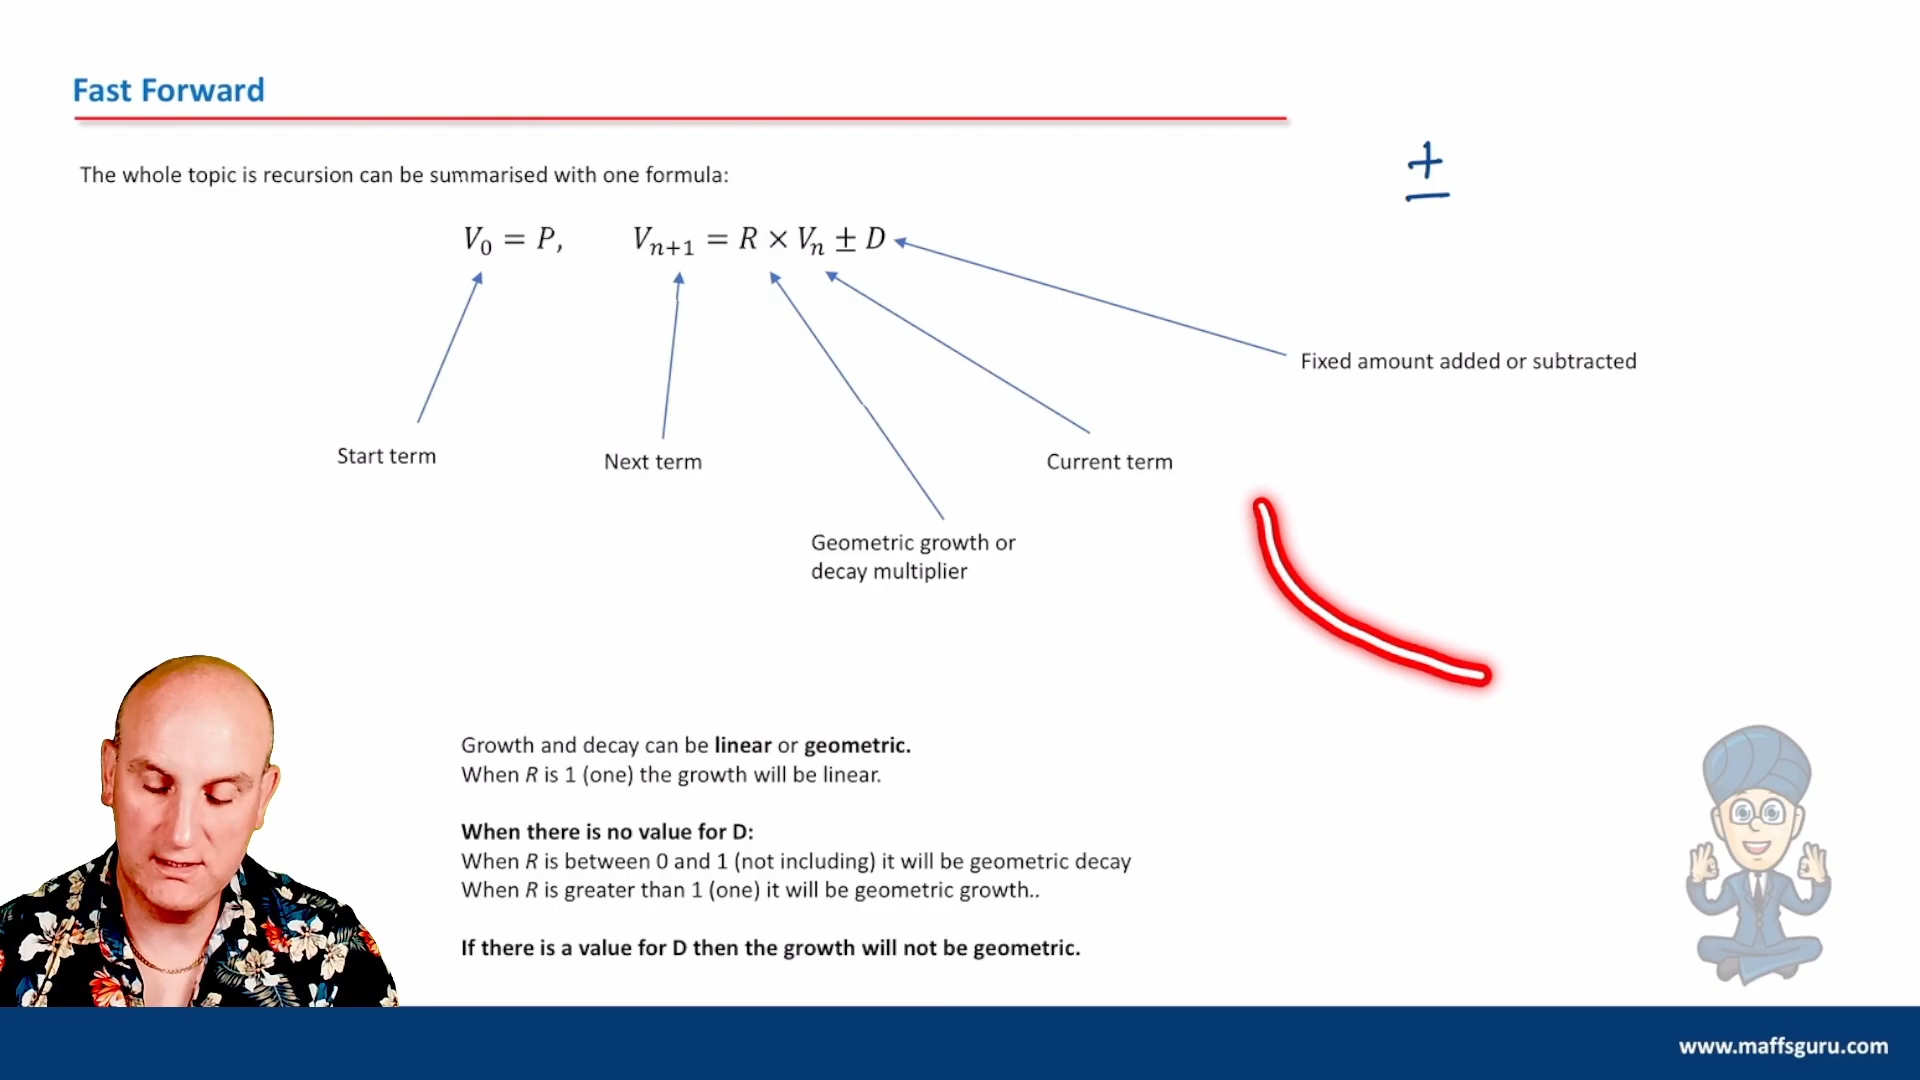 Fast Forward
±
The whole topic is recursion can be summarised with one formula:
V₀ = P, Vₙ₊₁ = R × Vₙ ± D
Fixed amount added or subtracted
Start term
Next term
Current term
Geometric growth or
decay multiplier
Growth and decay can be linear or geometric.
When R is 1 (one) the growth will be linear.
When there is no value for D:
When R is between 0 and 1 (not including) it will be geometric decay
When R is greater than 1 (one) it will be geometric growth..
If there is a value for D then the growth will not be geometric.
www.maffsguru.com